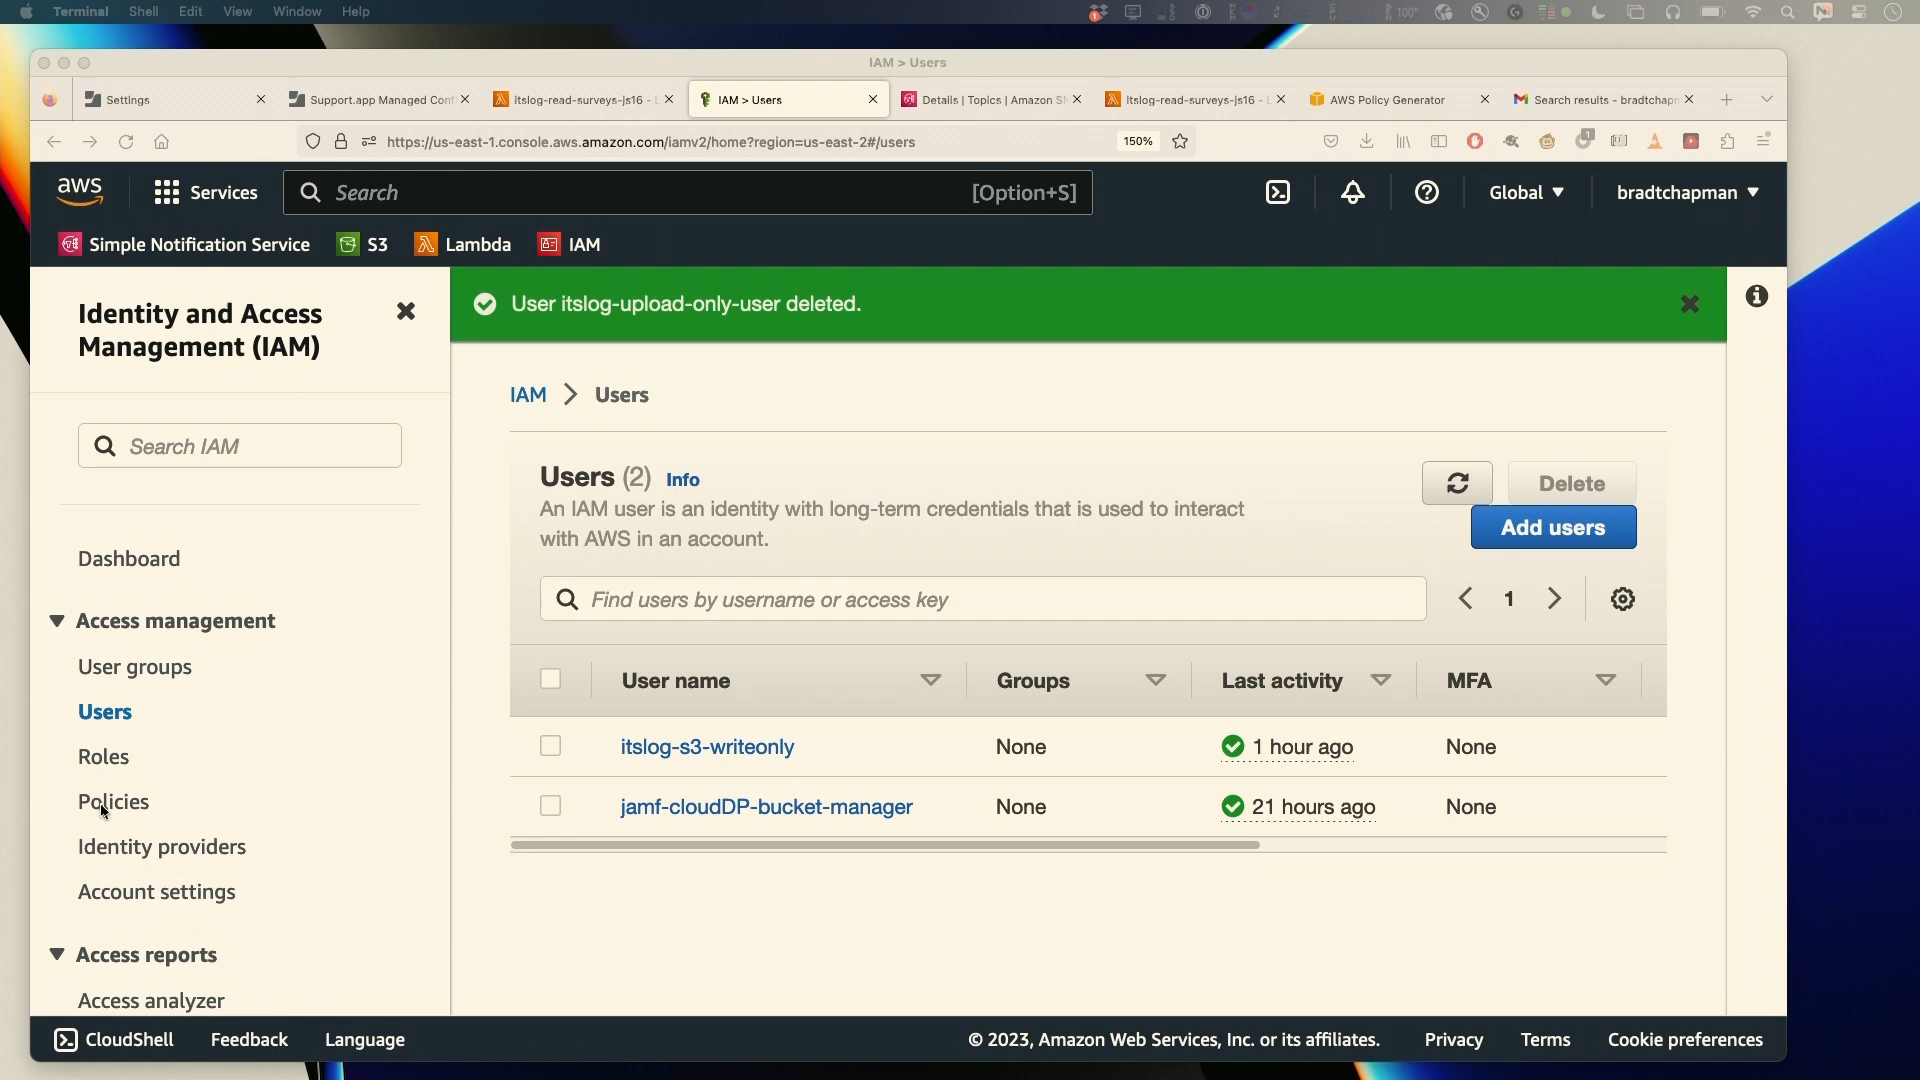 Terminal Shell Edit View Window Help
100°
IAM > Users
Settings
Support.app Managed Conf
itslog-read-surveys-js16 - L
IAM > Users
Details | Topics | Amazon SN
Itslog-read-surveys-js16 - L
AWS Policy Generator
Search results - bradtchapm
https://us-east-1.console.aws.amazon.com/iamv2/home?region=us-east-2#/users
150%
aws
Services
Search
[Option+S]
Global
bradtchapman
Simple Notification Service
S3
Lambda
IAM
Identity and Access
Management (IAM)
User itslog-upload-only-user deleted.
Search IAM
Dashboard
Access management
User groups
Users
Roles
Policies
Identity providers
Account settings
Access reports
Access analyzer
IAM > Users
Users (2) Info
An IAM user is an identity with long-term credentials that is used to interact
with AWS in an account.
Delete
Add users
Find users by username or access key
1
User name Groups Last activity MFA
itslog-s3-writeonly None 1 hour ago None
jamf-cloudDP-bucket-manager None 21 hours ago None
CloudShell Feedback Language
© 2023, Amazon Web Services, Inc. or its affiliates. Privacy Terms Cookie preferences